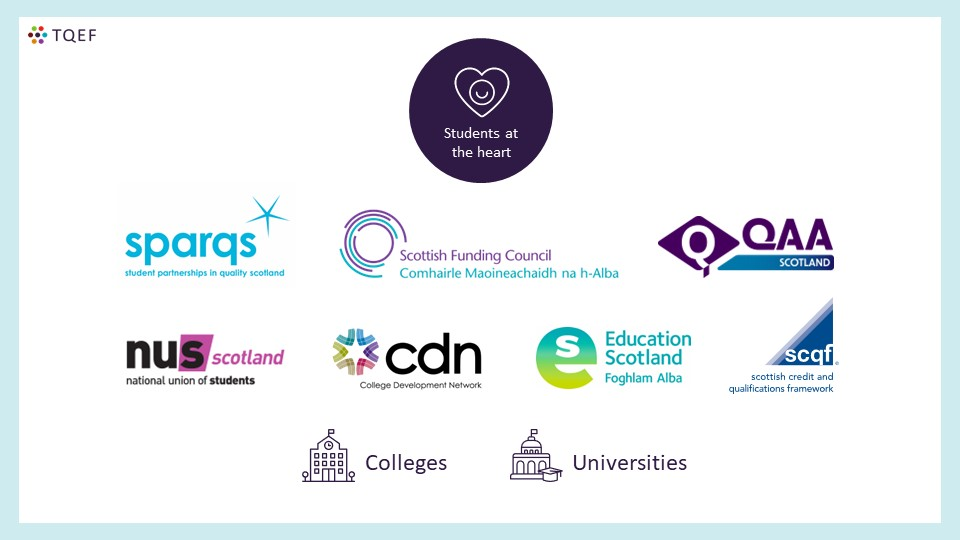 TQEF
Students at
the heart
sparqs
student partnerships in quality scotland
Scottish Funding Council
Comhairle Maoineachaidh na h-Alba
QAA
SCOTLAND
nus scotland
national union of students
cdn
College Development Network
Education
Scotland
Foghlam Alba
scqf
scottish credit and
qualifications framework
Colleges
Universities